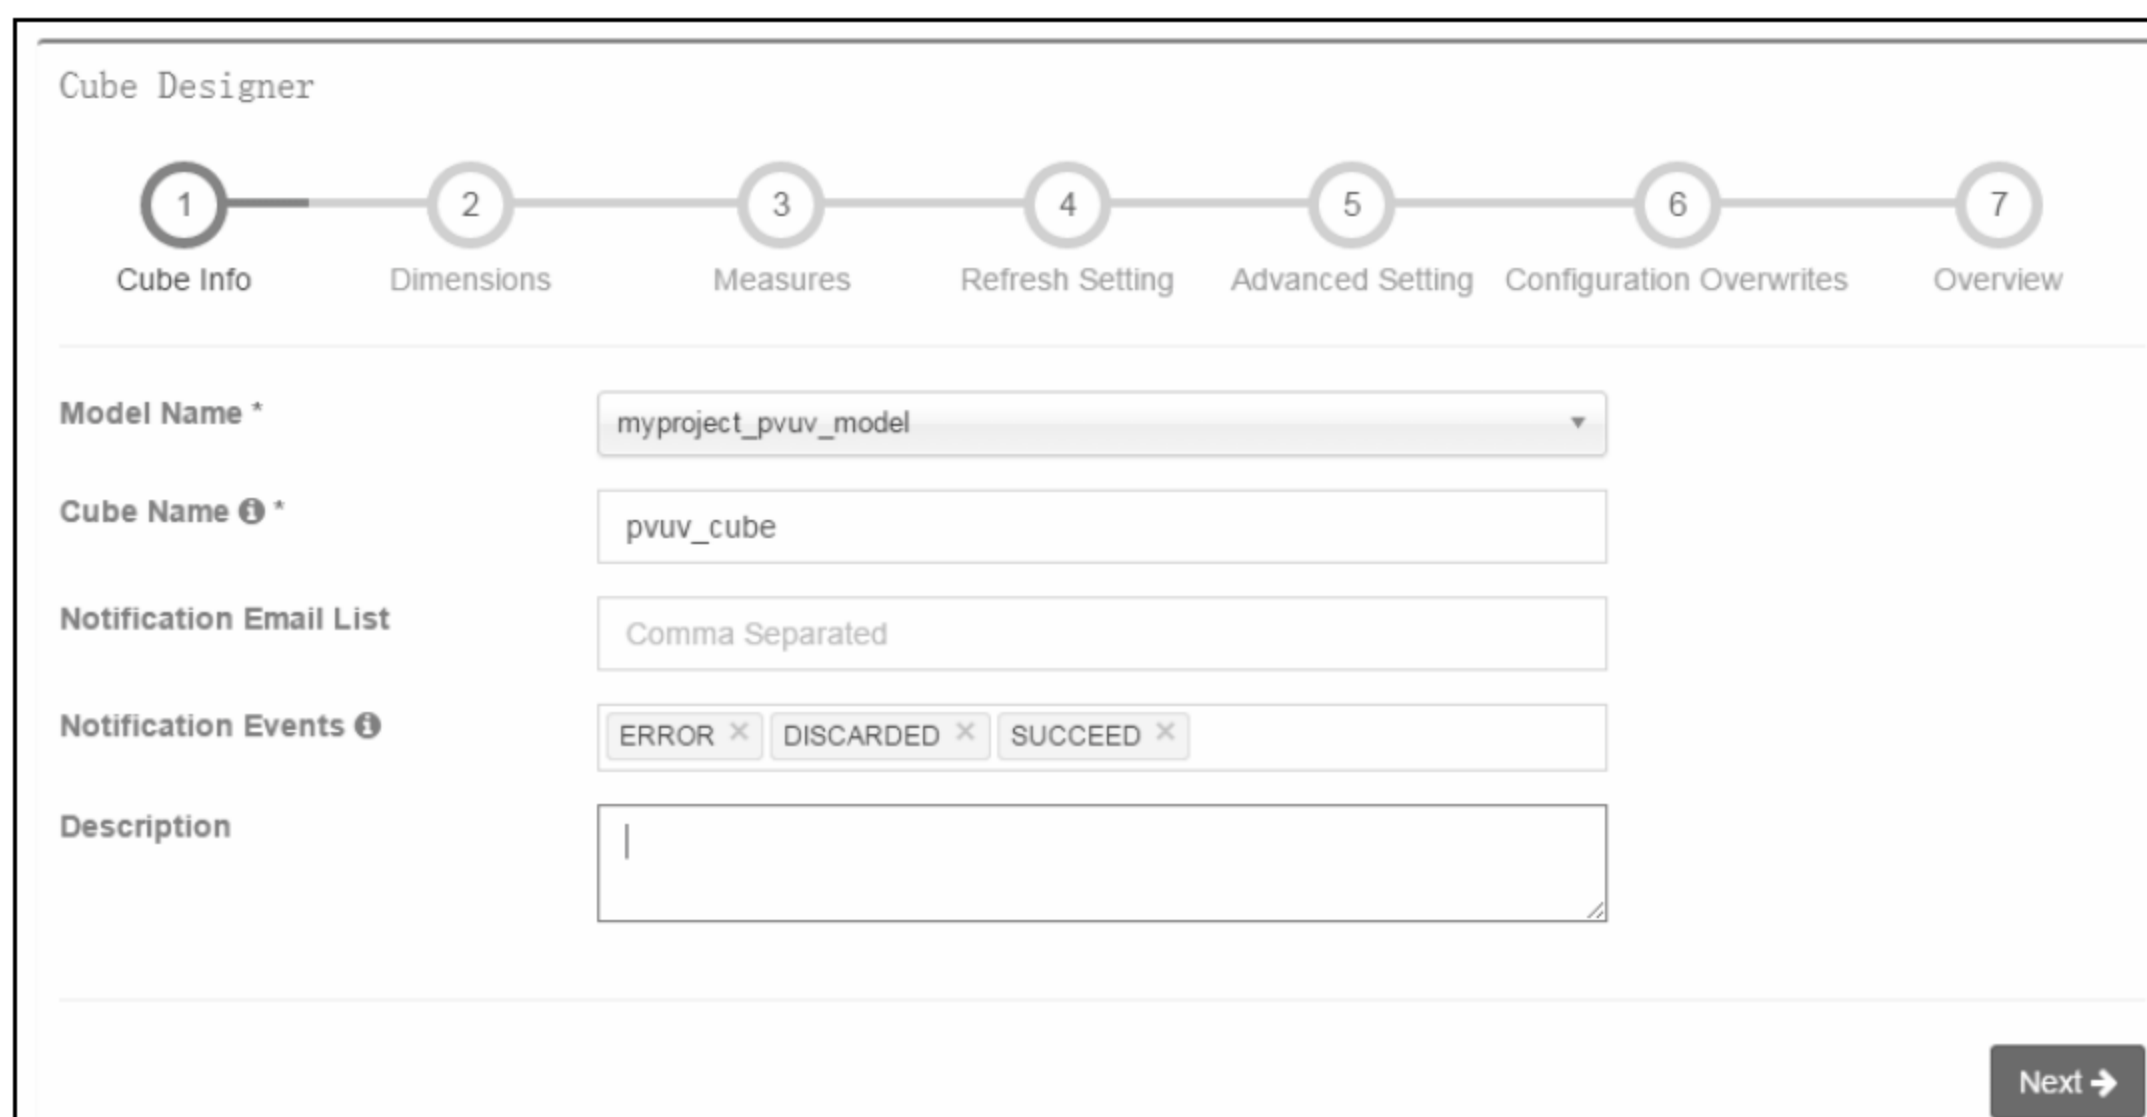 Cube Designer
1 2 3 4 5 6 7
Cube Info Dimensions Measures Refresh Setting Advanced Setting Configuration Overwrites Overview
Model Name * myproject_pvuv_model
Cube Name * pvuv_cube
Notification Email List Comma Separated
Notification Events ERROR × DISCARDED × SUCCEED ×
Description
Next